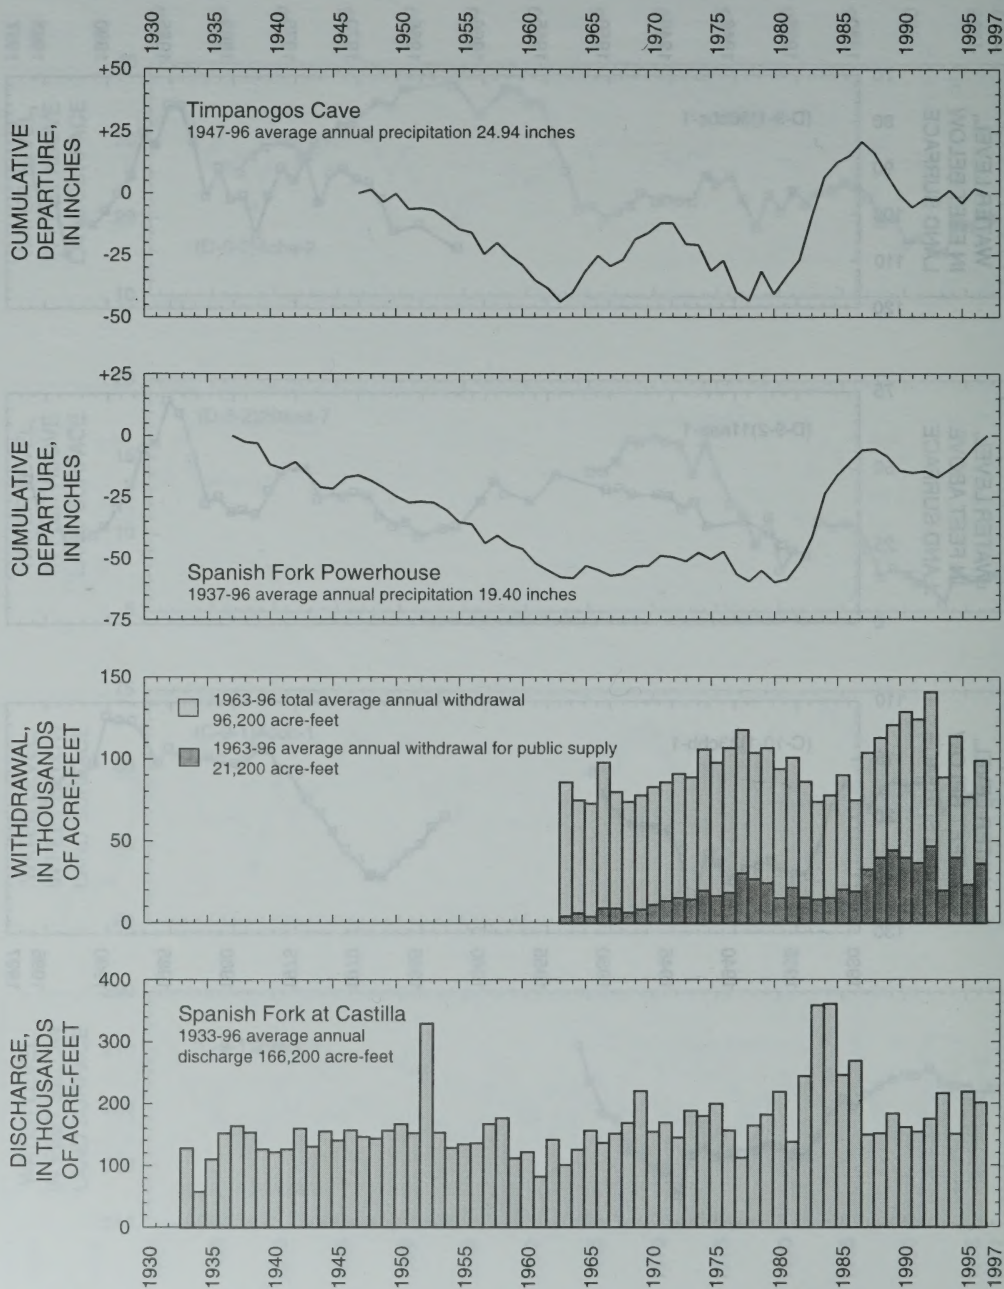 1930 1935 1940 1945 1950 1955 1960 1965 1970 1975 1980 1985 1990 1995 1997
CUMULATIVE
DEPARTURE,
IN INCHES
+50
+25
0
-25
-50
Timpanogos Cave
1947-96 average annual precipitation 24.94 inches
CUMULATIVE
DEPARTURE,
IN INCHES
+25
0
-25
-50
-75
Spanish Fork Powerhouse
1937-96 average annual precipitation 19.40 inches
WITHDRAWAL,
IN THOUSANDS
OF ACRE-FEET
150
100
50
0
1963-96 total average annual withdrawal
96,200 acre-feet
1963-96 average annual withdrawal for public supply
21,200 acre-feet
DISCHARGE,
IN THOUSANDS
OF ACRE-FEET
400
300
200
100
0
Spanish Fork at Castilla
1933-96 average annual
discharge 166,200 acre-feet
1930 1935 1940 1945 1950 1955 1960 1965 1970 1975 1980 1985 1990 1995 1997